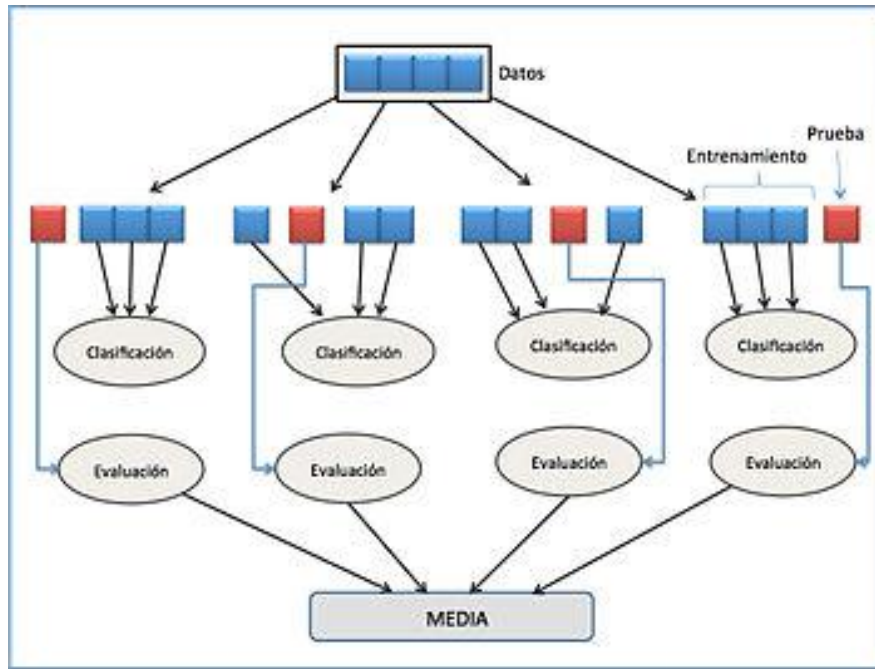 Datos
Prueba
Entrenamiento
Clasificación
Clasificación
Clasificación
Clasificación
Evaluación
Evaluación
Evaluación
Evaluación
MEDIA